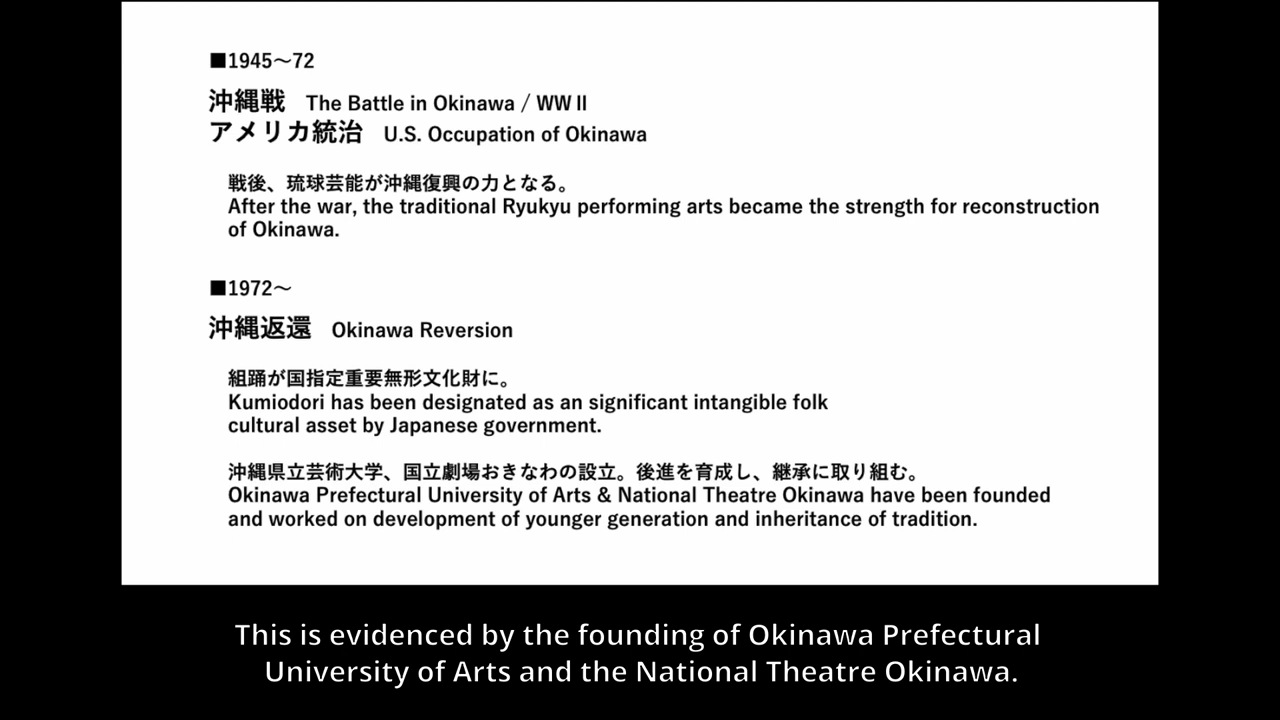 ■1945～72
沖縄戦 The Battle in Okinawa / WWⅡ
アメリカ統治 U.S. Occupation of Okinawa
戦後、琉球芸能が沖縄復興の力となる。
After the war, the traditional Ryukyu performing arts became the strength for reconstruction
of Okinawa.
■1972～
沖縄返還 Okinawa Reversion
組踊が国指定重要無形文化財に。
Kumiodori has been designated as an significant intangible folk
cultural asset by Japanese government.
沖縄県立芸術大学、国立劇場おきなわの設立。後進を育成し、継承に取り組む。
Okinawa Prefectural University of Arts & National Theatre Okinawa have been founded
and worked on development of younger generation and inheritance of tradition.
This is evidenced by the founding of Okinawa Prefectural
University of Arts and the National Theatre Okinawa.